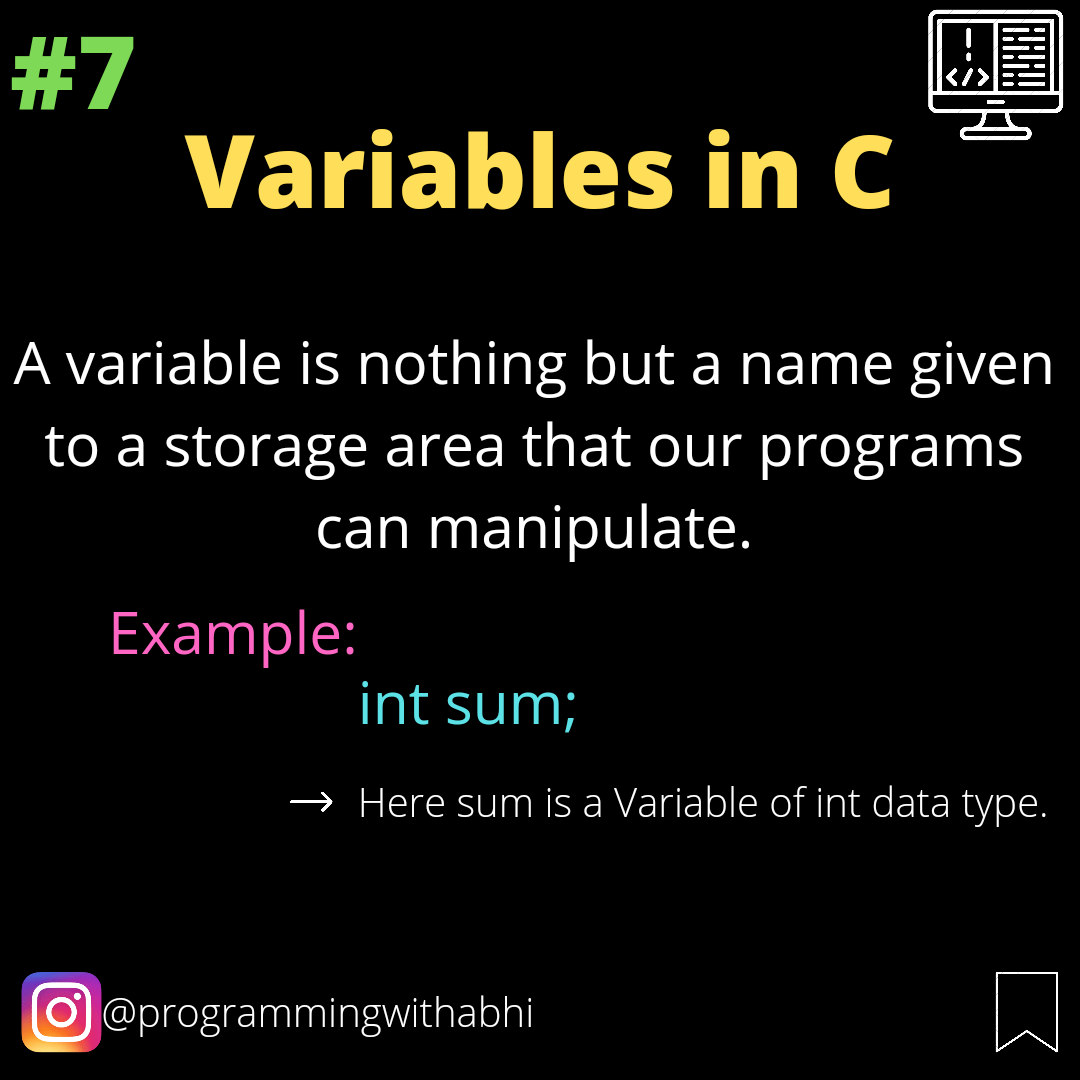 #7
Variables in C
A variable is nothing but a name given
to a storage area that our programs
can manipulate.
Example:
int sum;
→ Here sum is a Variable of int data type.
@programmingwithabhi